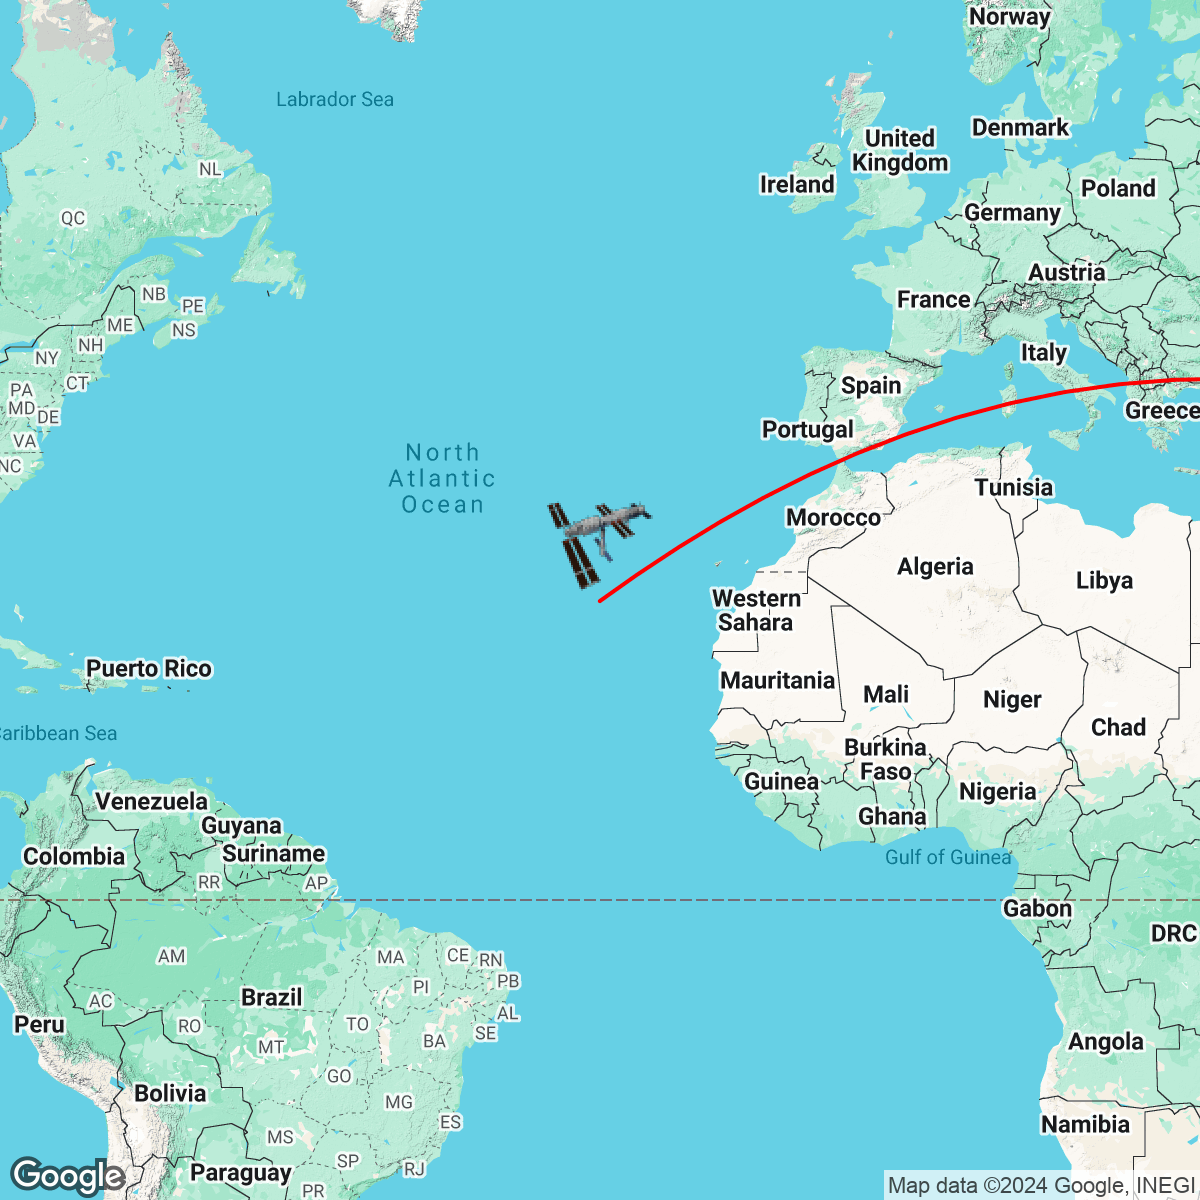 Norway
Labrador Sea
Denmark
United
Kingdom
NL
Ireland
Poland
QC
Germany
Austria
NB
PE
France
ME
NS
NH
Italy
NY
CT
Spain
PA
MD
DE
Greece
Portugal
VA
North
Atlantic
Ocean
NC
Tunisia
Morocco
Algeria
Libya
Western
Sahara
Puerto Rico
Mauritania
Mali
Niger
Chad
aribbean Sea
Burkina
Faso
Guinea
Nigeria
Venezuela
Ghana
Guyana
Suriname
Colombia
Gulf of Guinea
RR
AP
Gabon
DRC
AM
MA
CE
RN
PI
PB
AC
Brazil
AL
Peru
RO
TO
SE
MT
BA
Angola
GO
Bolivia
MG
ES
Namibia
MS
SP
RJ
Paraguay
PR
Google
Map data ©2024 Google, INEGI